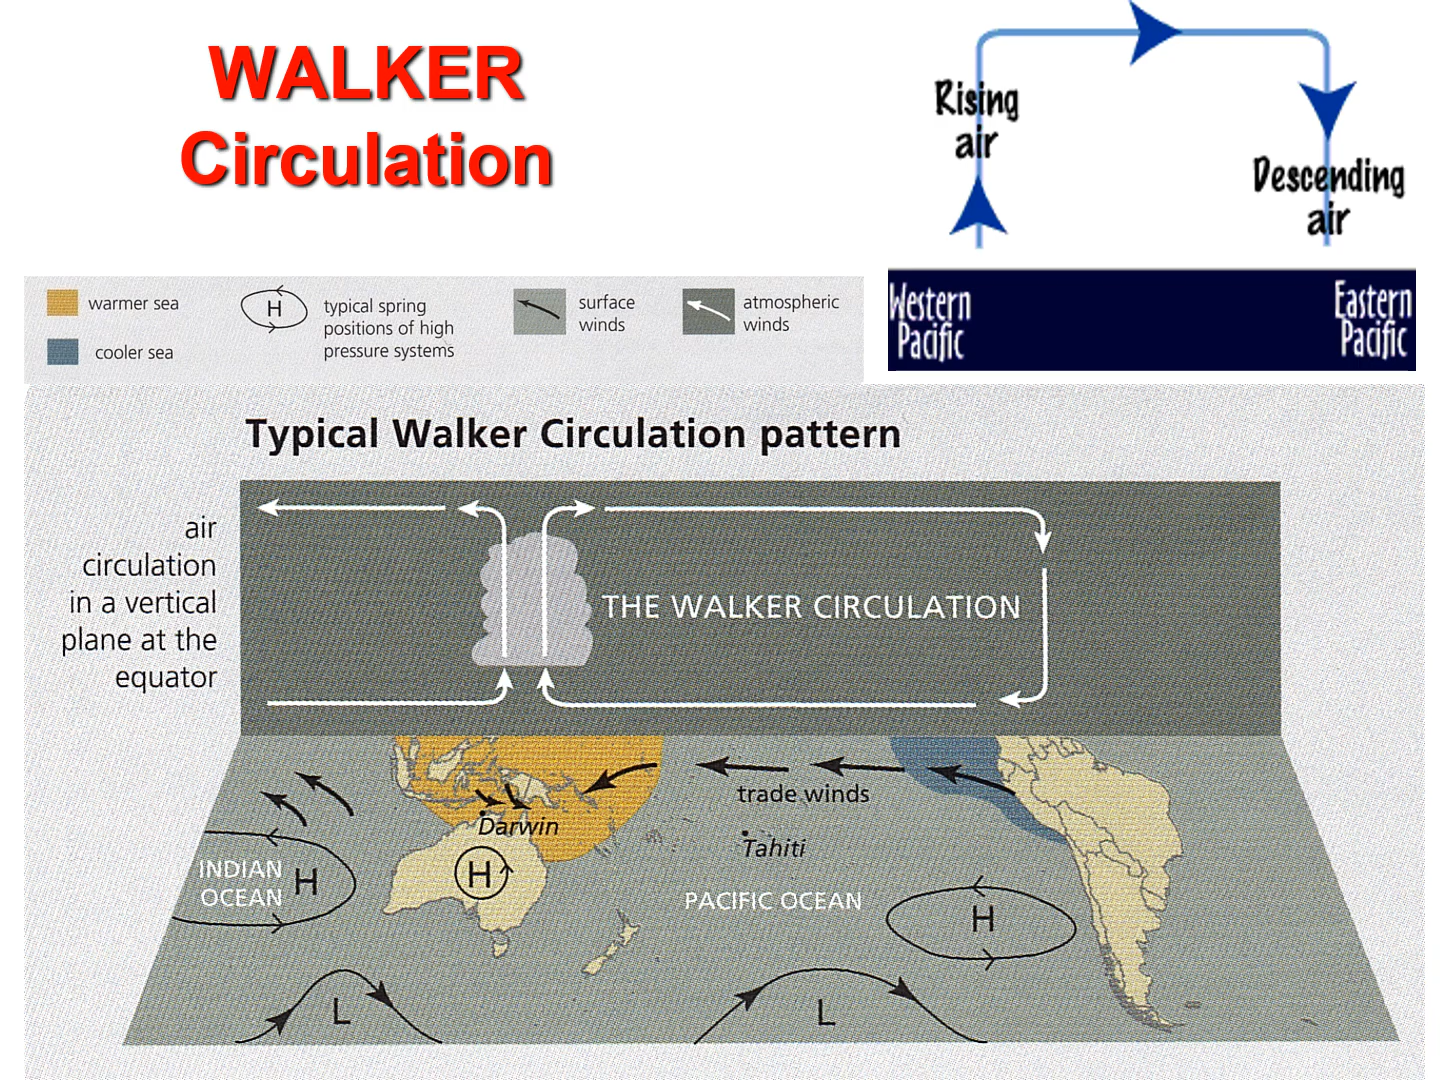 WALKER
Circulation
Rising
air
Descending
air
Western
Pacific
Eastern
Pacific
warmer sea
cooler sea
H
typical spring
positions of high
pressure systems
surface
winds
atmospheric
winds
Typical Walker Circulation pattern
air
circulation
in a vertical
plane at the
equator
THE WALKER CIRCULATION
trade winds
Darwin
Tahiti
INDIAN
OCEAN
H
H
PACIFIC OCEAN
H
L
L